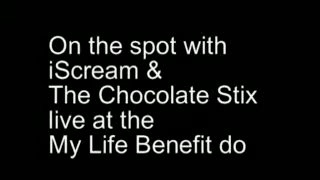 On the spot with
iScream &
The Chocolate Stix
live at the
My Life Benefit do